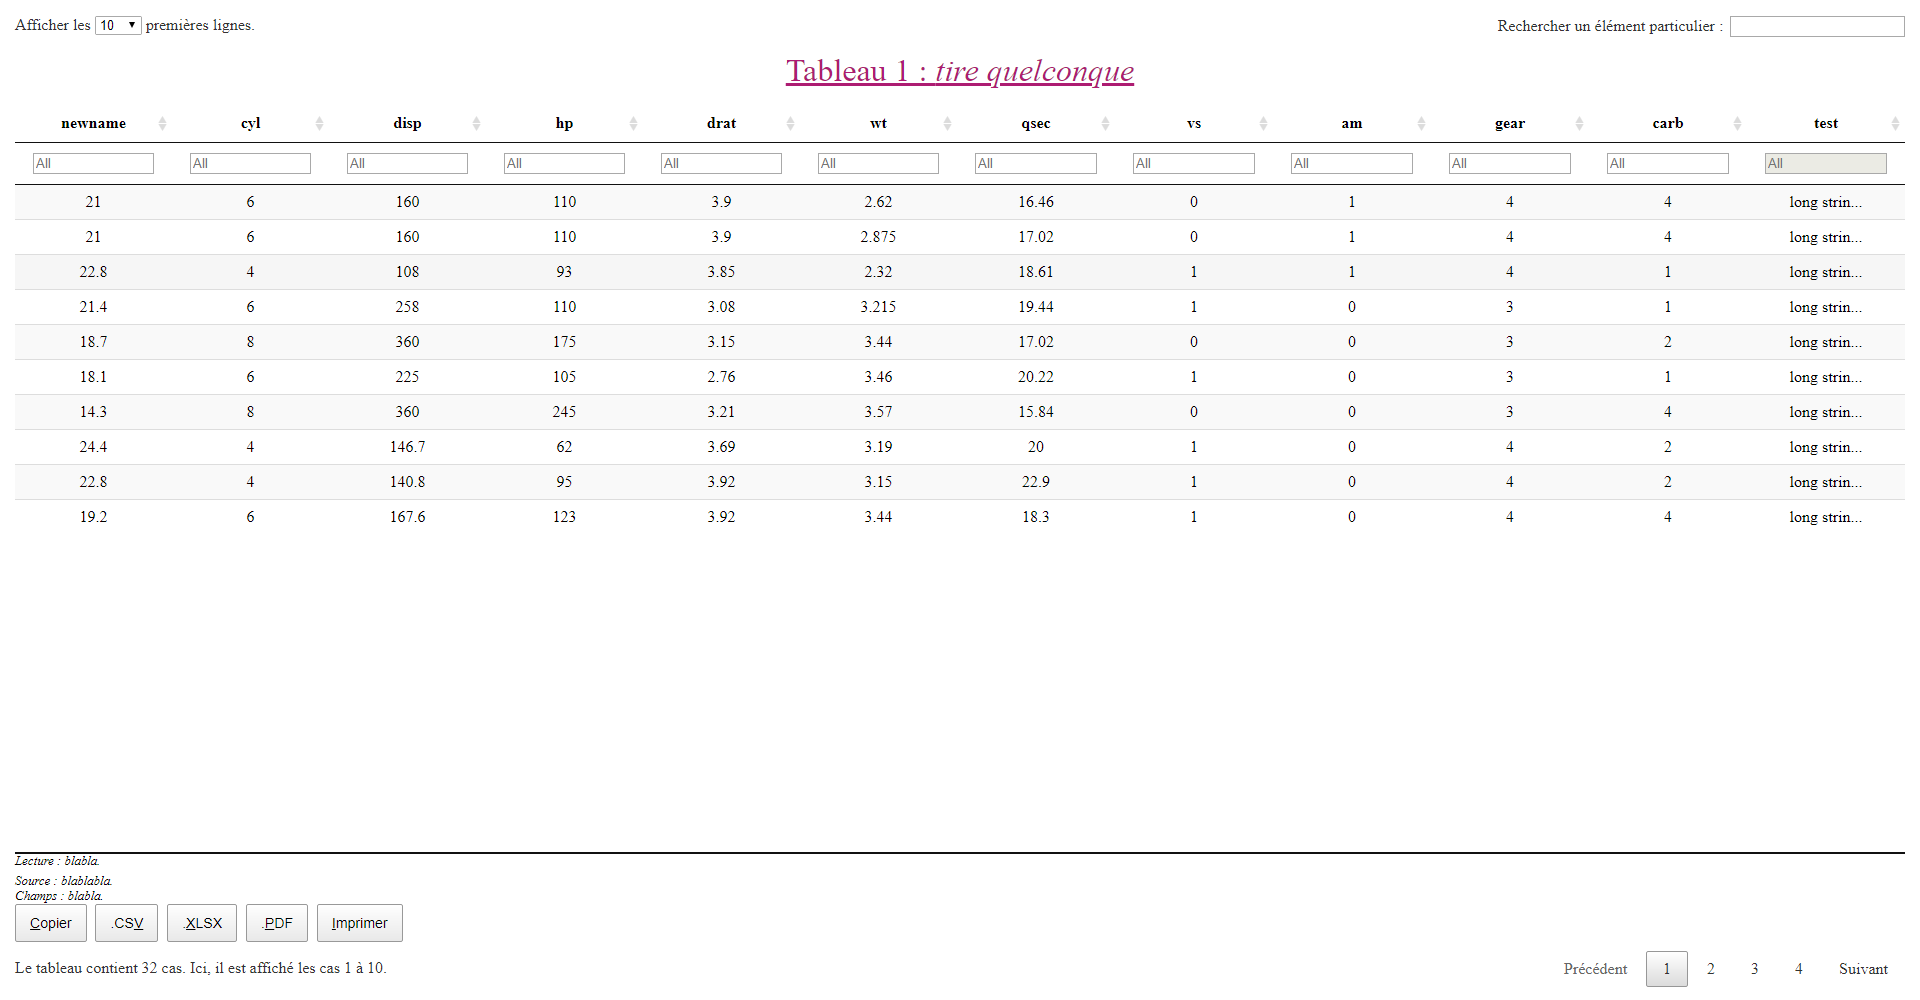 Afficher les 10 premières lignes. Rechercher un élément particulier :
Tableau 1 : tire quelconque
newname cyl disp hp drat wt qsec vs am gear carb test
All All All All All All All All All All All All
21 6 160 110 3.9 2.62 16.46 0 1 4 4 long strin...
21 6 160 110 3.9 2.875 17.02 0 1 4 4 long strin...
22.8 4 108 93 3.85 2.32 18.61 1 1 4 1 long strin...
21.4 6 258 110 3.08 3.215 19.44 1 0 3 1 long strin...
18.7 8 360 175 3.15 3.44 17.02 0 0 3 2 long strin...
18.1 6 225 105 2.76 3.46 20.22 1 0 3 1 long strin...
14.3 8 360 245 3.21 3.57 15.84 0 0 3 4 long strin...
24.4 4 146.7 62 3.69 3.19 20 1 0 4 2 long strin...
22.8 4 140.8 95 3.92 3.15 22.9 1 0 4 2 long strin...
19.2 6 167.6 123 3.92 3.44 18.3 1 0 4 4 long strin...
Lecture : blabla.
Source : blablabla.
Champs : blabla.
Copier .CSV .XLSX .PDF Imprimer
Le tableau contient 32 cas. Ici, il est affiché les cas 1 à 10. Précédent 1 2 3 4 Suivant